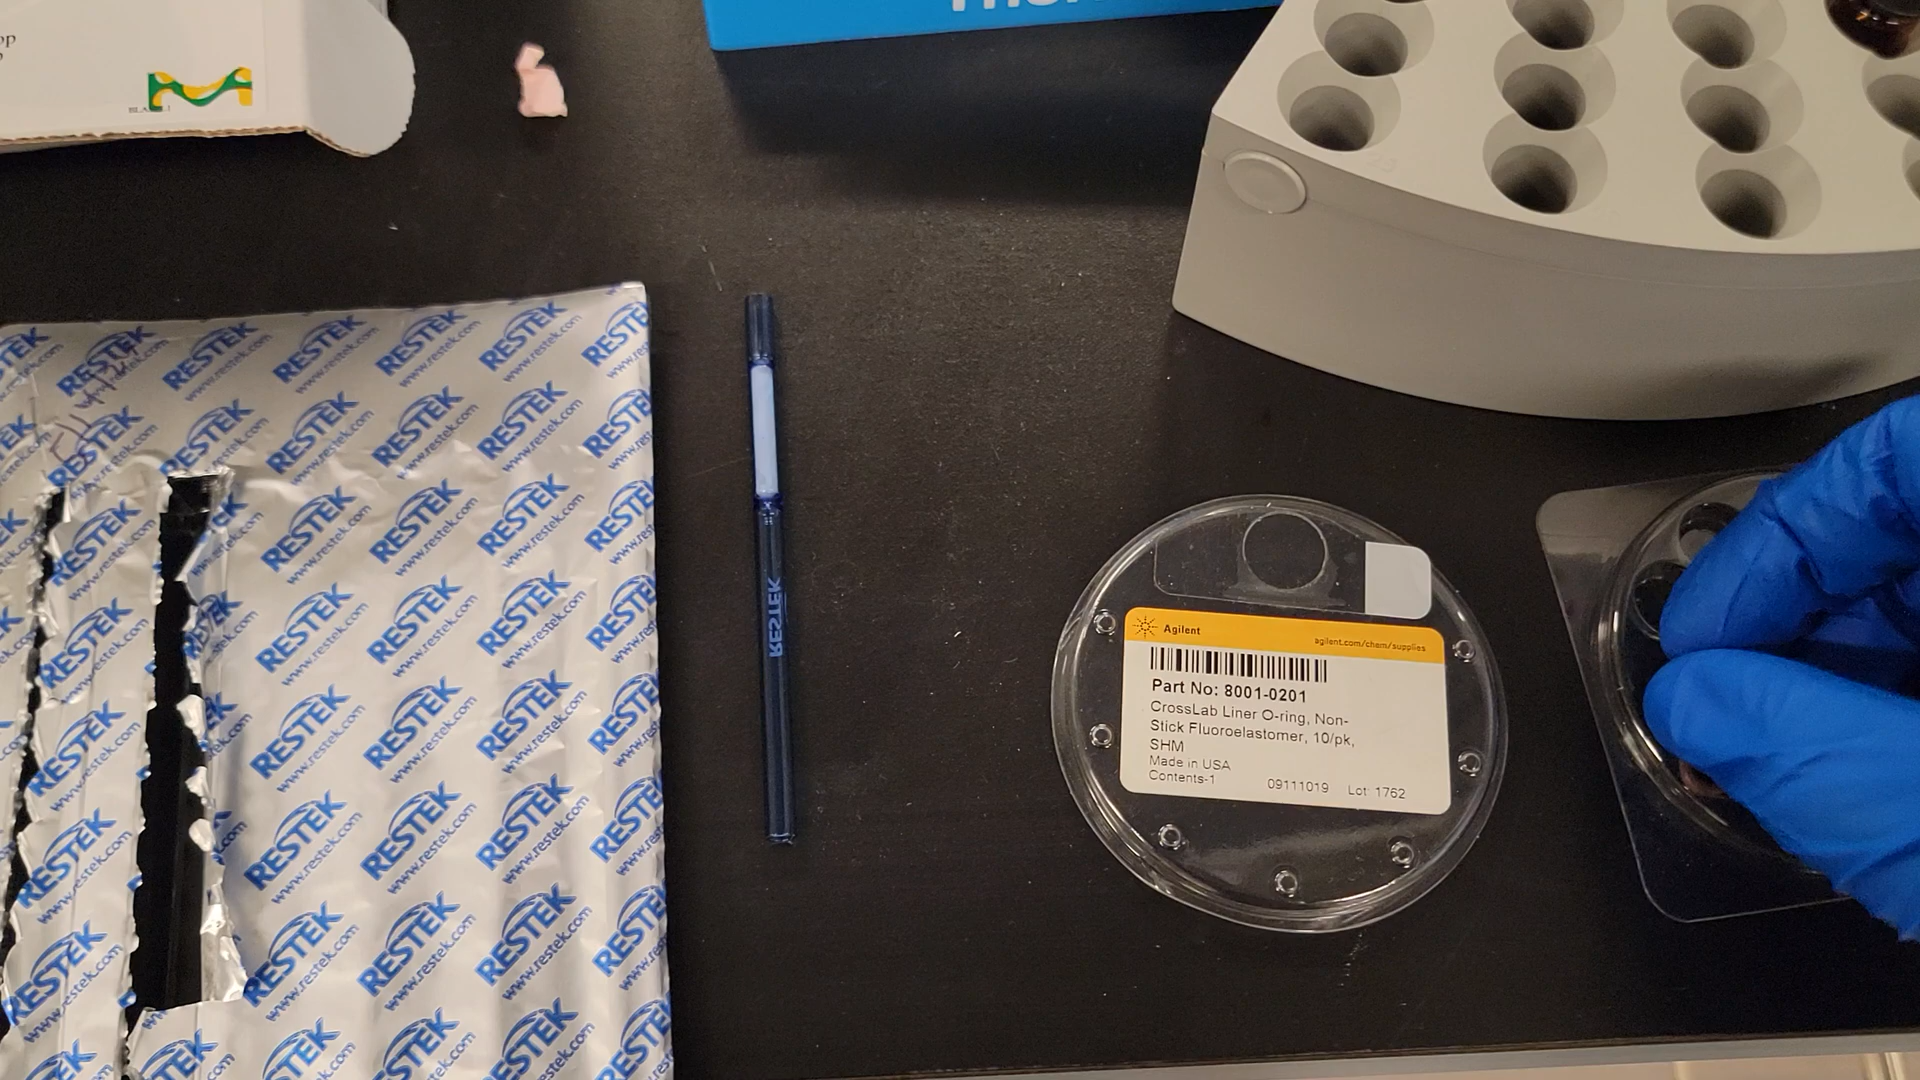 RESTEK
www.restek.com
RESTEK
Agilent
agilent.com/chem/supplies
Part No: 8001-0201
CrossLab Liner O-ring, Non-
Stick Fluoroelastomer, 10/pk,
SHM
Made in USA
Contents-1 09111019 Lot: 1762